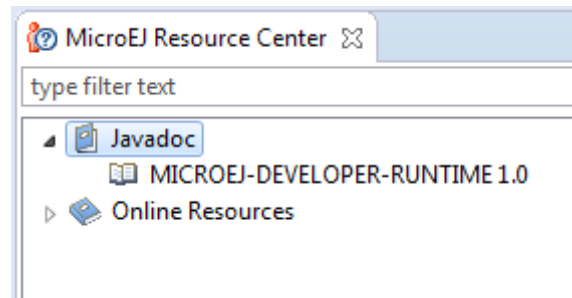 MicroEJ Resource Center
type filter text
Javadoc
MICROEJ-DEVELOPER-RUNTIME 1.0
Online Resources